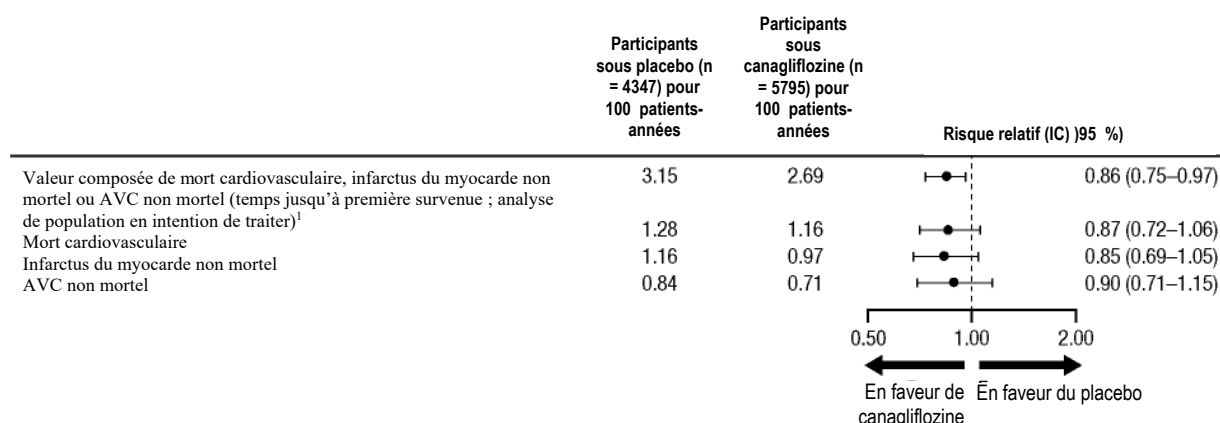 Participants
sous placebo (n
= 4347) pour
100 patients-
années
Participants
sous
canagliflozine (n
= 5795) pour
100 patients-
années
Risque relatif (IC) )95 %)
Valeur composée de mort cardiovasculaire, infarctus du myocarde non
mortel ou AVC non mortel (temps jusqu’à première survenue ; analyse
de population en intention de traiter)1
3.15 2.69 0.86 (0.75–0.97)
Mort cardiovasculaire 1.28 1.16 0.87 (0.72–1.06)
Infarctus du myocarde non mortel 1.16 0.97 0.85 (0.69–1.05)
AVC non mortel 0.84 0.71 0.90 (0.71–1.15)
0.50 1.00 2.00
En faveur de
canagliflozine
En faveur du placebo